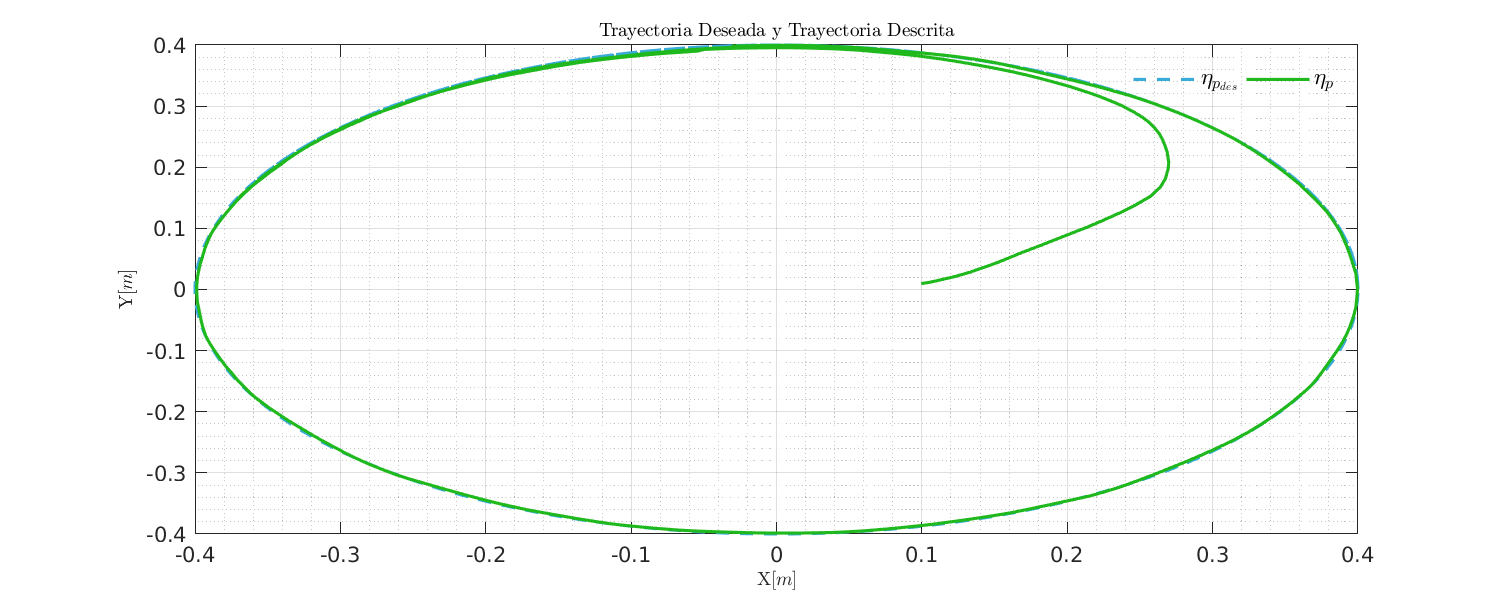 Trayectoria Deseada y Trayectoria Descrita
η_{p_{des}} η_p
0.4
0.3
0.2
0.1
0
-0.1
-0.2
-0.3
-0.4
Y[m]
-0.4 -0.3 -0.2 -0.1 0 0.1 0.2 0.3 0.4
X[m]